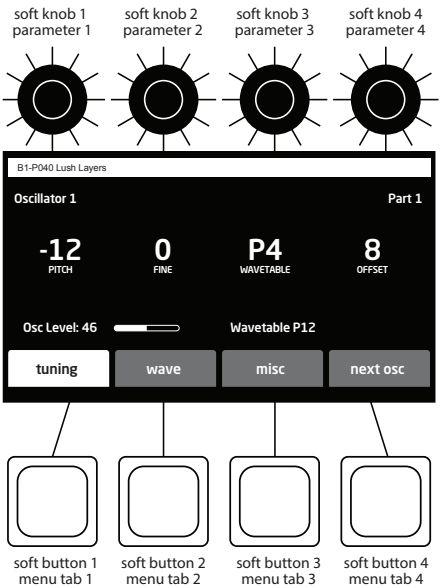 soft knob 1 soft knob 2 soft knob 3 soft knob 4
parameter 1 parameter 2 parameter 3 parameter 4
B1-P040 Lush Layers
Oscillator 1 Part 1
-12 0 P4 8
PITCH FINE WAVETABLE OFFSET
Osc Level: 46 Wavetable P12
tuning wave misc next osc
soft button 1 soft button 2 soft button 3 soft button 4
menu tab 1 menu tab 2 menu tab 3 menu tab 4